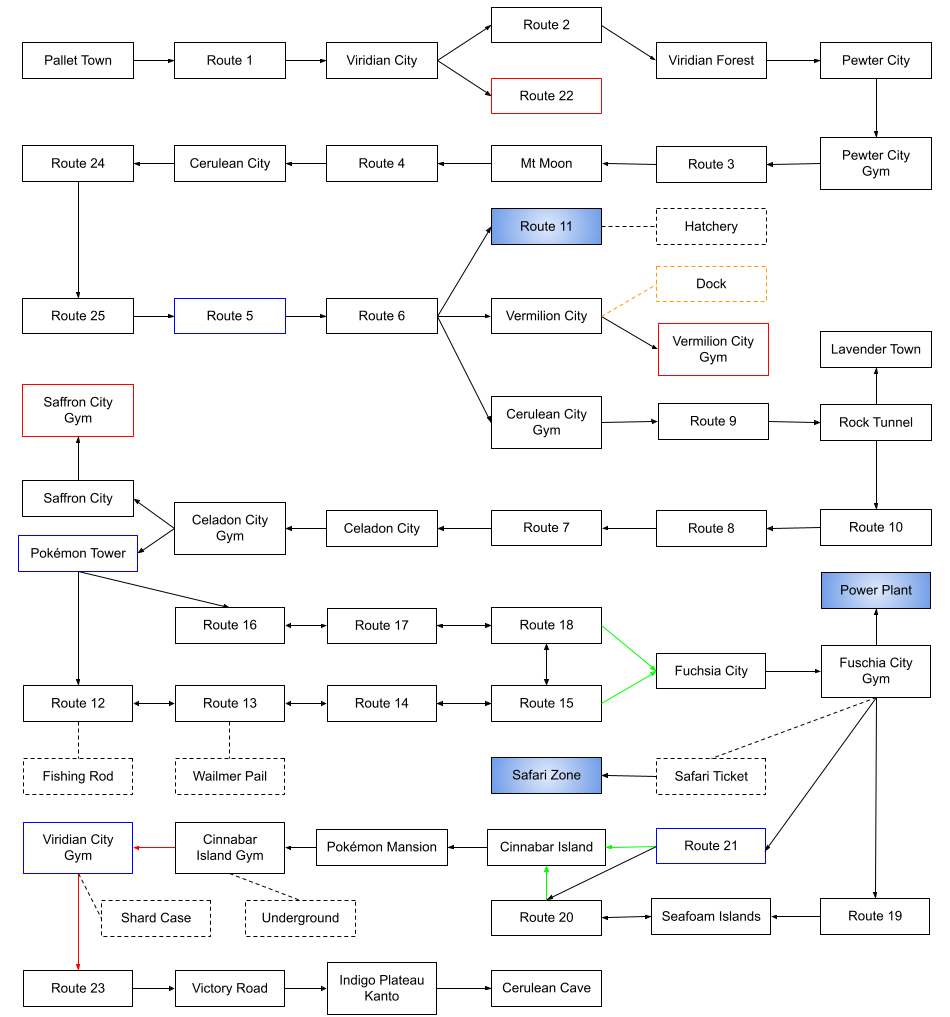 Route 2
Pallet Town
Route 1
Viridian City
Viridian Forest
Pewter City
Route 22
Route 24
Cerulean City
Route 4
Mt Moon
Route 3
Pewter City
Gym
Route 11
Hatchery
Dock
Route 25
Route 5
Route 6
Vermilion City
Vermilion City
Gym
Lavender Town
Saffron City
Gym
Cerulean City
Gym
Route 9
Rock Tunnel
Saffron City
Celadon City
Gym
Celadon City
Route 7
Route 8
Route 10
Pokémon Tower
Power Plant
Route 16
Route 17
Route 18
Fuchsia City
Fuschia City
Gym
Route 12
Route 13
Route 14
Route 15
Fishing Rod
Wailmer Pail
Safari Zone
Safari Ticket
Viridian City
Gym
Cinnabar
Island Gym
Pokémon Mansion
Cinnabar Island
Route 21
Shard Case
Underground
Route 20
Seafoam Islands
Route 19
Route 23
Victory Road
Indigo Plateau
Kanto
Cerulean Cave